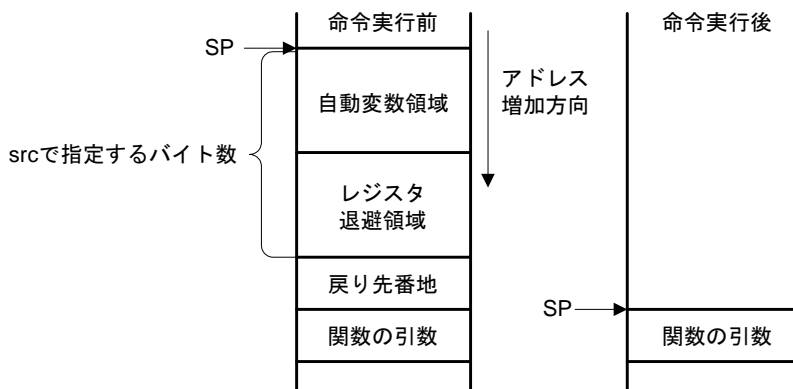 命令実行前
命令実行後
SP
アドレス
増加方向
自動変数領域
srcで指定するバイト数
レジスタ
退避領域
戻り先番地
SP
関数の引数
関数の引数